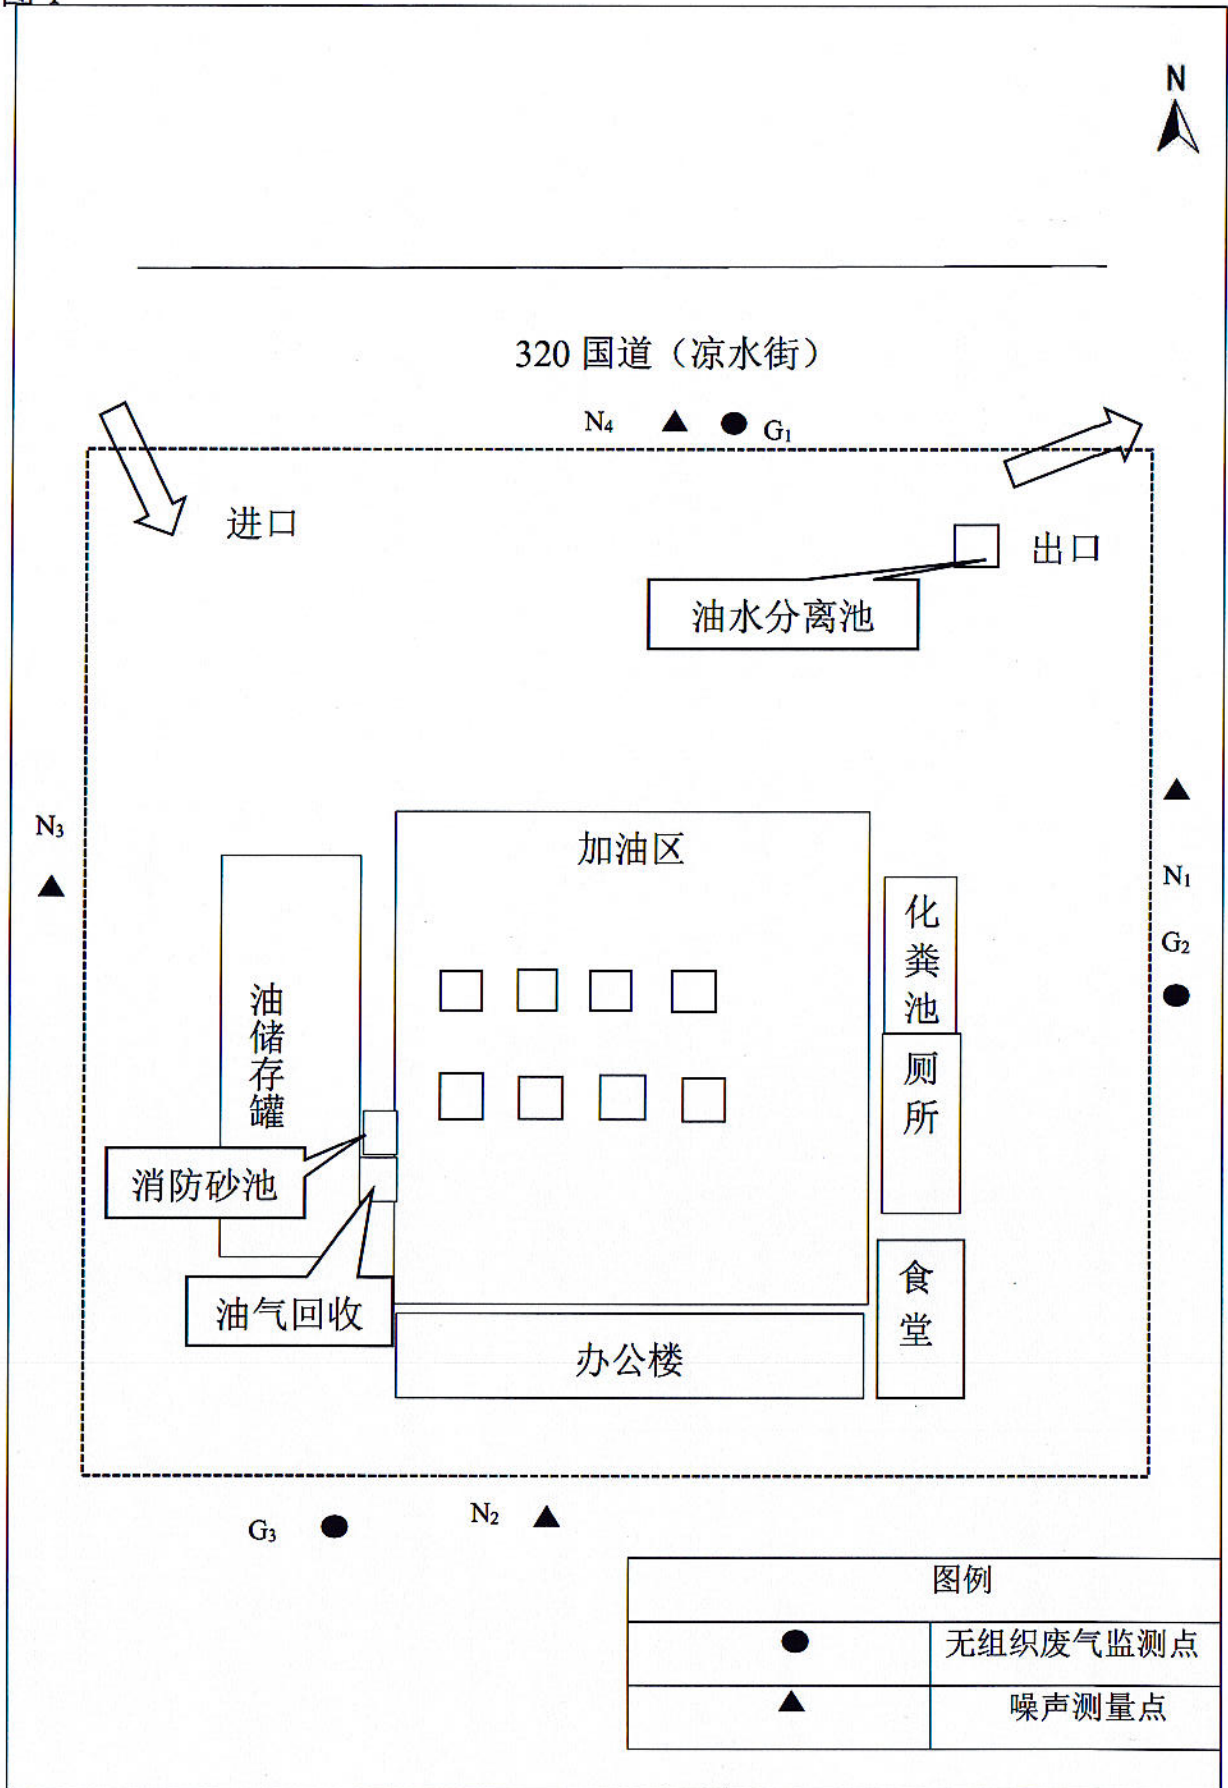 N
320 国道（凉水街）
N₄
G₁
进口
出口
油水分离池
N₃
加油区
N₁
化粪池
G₂
油储存罐
厕所
消防砂池
食堂
油气回收
办公楼
G₃
N₂
图例
无组织废气监测点
噪声测量点